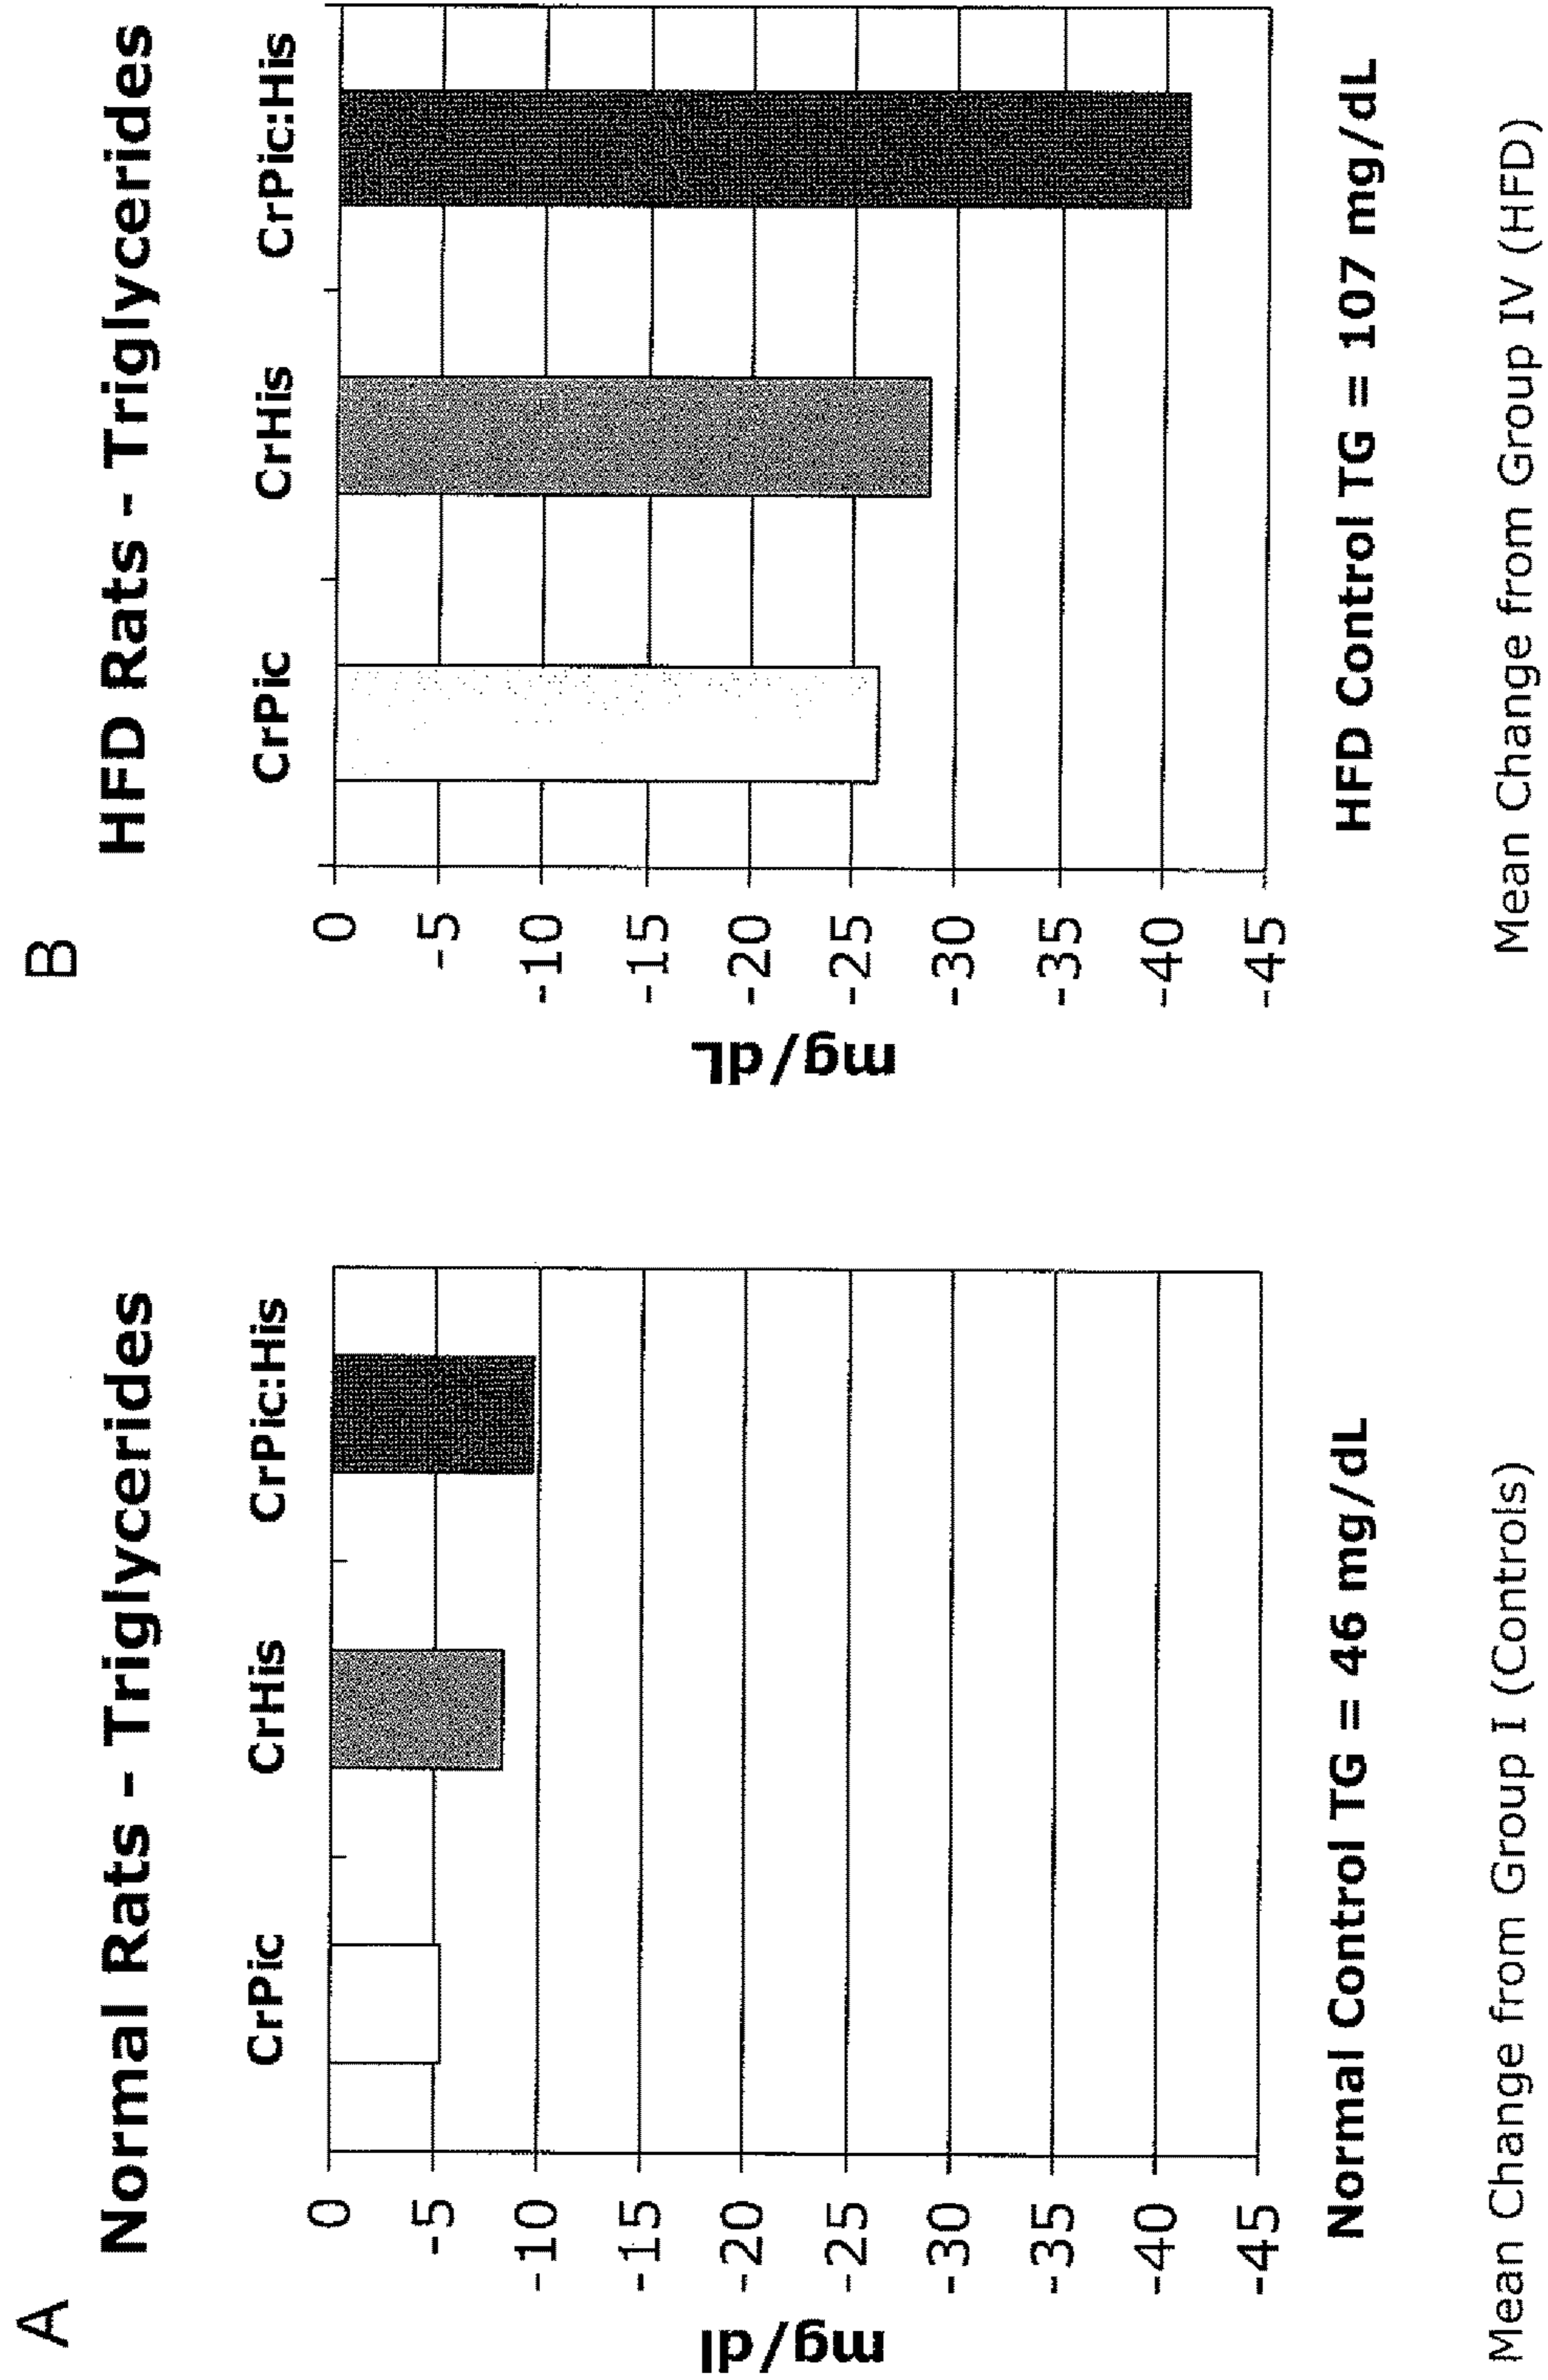 A
Normal Rats - Triglycerides
CrPic
CrHis
CrPic:His
mg/dl
0
-5
-10
-15
-20
-25
-30
-35
-40
-45
Normal Control TG = 46 mg/dL
Mean Change from Group I (Controls)
B
HFD Rats - Triglycerides
CrPic
CrHis
CrPic:His
mg/dL
0
-5
-10
-15
-20
-25
-30
-35
-40
-45
HFD Control TG = 107 mg/dL
Mean Change from Group IV (HFD)